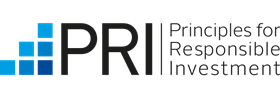 PRI
Principles for
Responsible
Investment